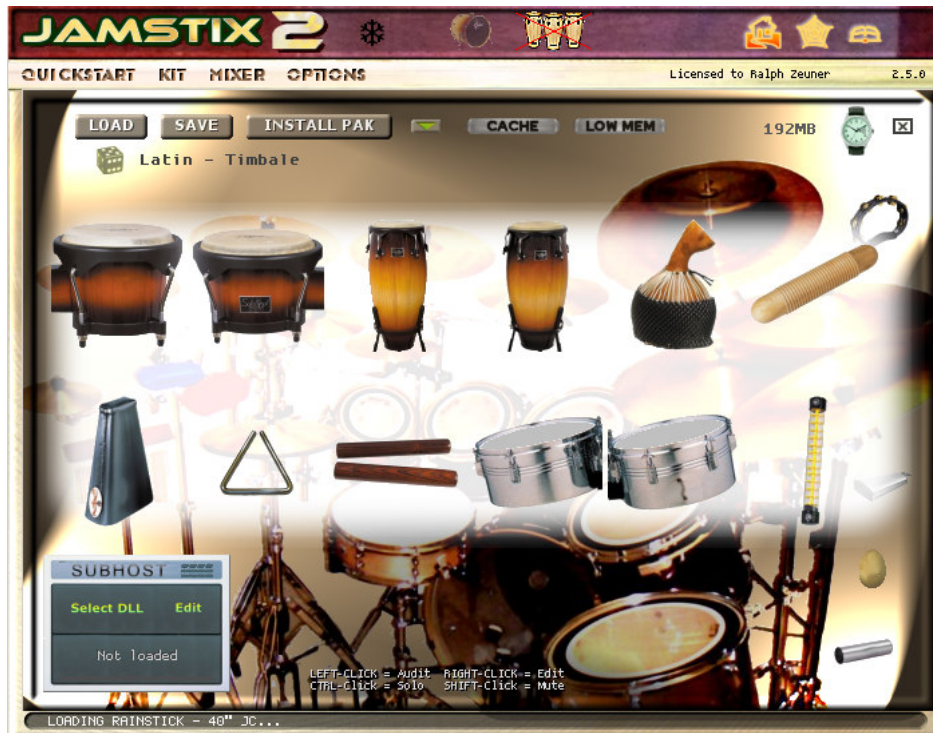 JAMSTIX 2
QUICKSTART KIT MIXER OPTIONS Licensed to Ralph Zeuner 2.5.0
LOAD SAVE INSTALL PAK CACHE LOW MEM 192MB
Latin - Timbale
SUBHOST
Select DLL Edit
Not loaded
LEFT-CLICK = Audit RIGHT-CLICK = Edit
CTRL-Click = Solo SHIFT-Click = Mute
LOADING RAINSTICK - 40" JC...